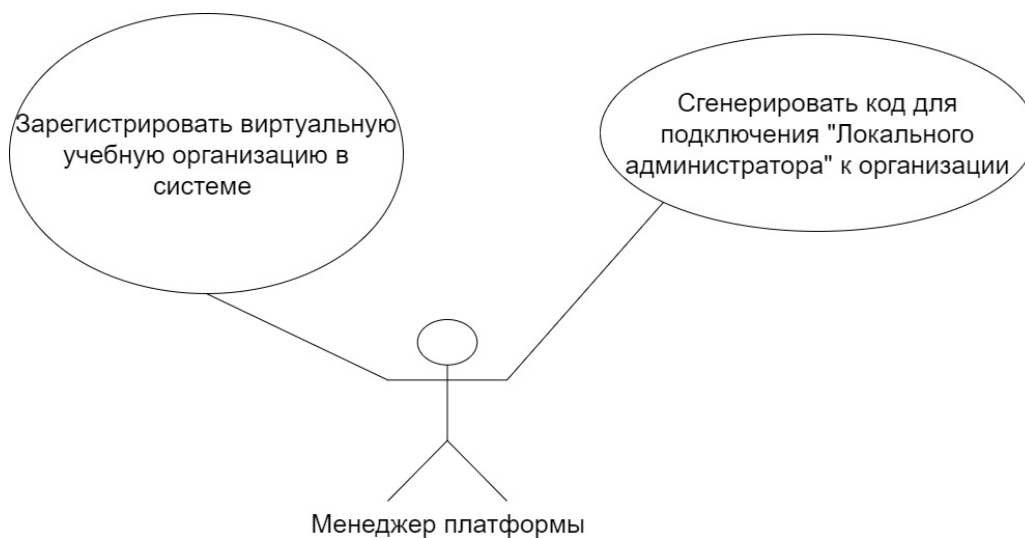 Зарегистрировать виртуальную
учебную организацию в
системе
Сгенерировать код для
подключения "Локального
администратора" к организации
Менеджер платформы